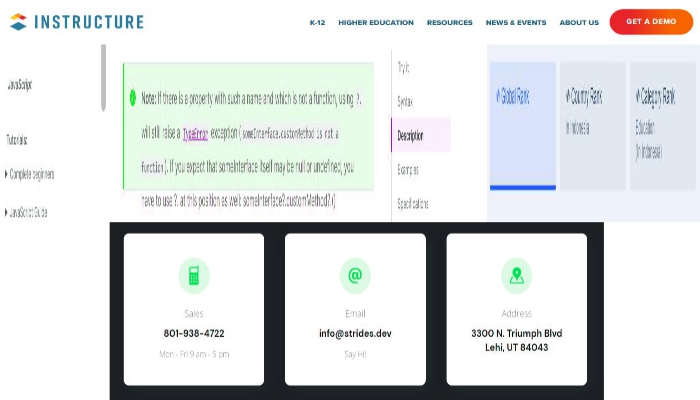 INSTRUCTURE
K-12 HIGHER EDUCATION RESOURCES NEWS & EVENTS ABOUT US GET A DEMO
JavaScript
Tutorials:
Complete beginners
JavaScript Guide
Note: If there is a property with such a name and which is not a function, using ?.
will still raise a TypeError exception (someInterface.customMethod is not a
function). If you expect that someInterface itself may be null or undefined, you
have to use ?. at this position as well: someInterface?.customMethod?.()
Try it
Syntax
Description
Examples
Specifications
Global Rank
Country Rank
In Indonesia
Category Rank
Education
(In Indonesia)
Sales
801-938-4722
Mon - Fri 9 am - 5 pm
@
Email
info@strides.dev
Say Hi!
Address
3300 N. Triumph Blvd
Lehi, UT 84043